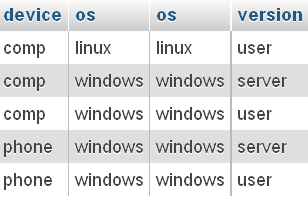 device os os version
comp linux linux user
comp windows windows server
comp windows windows user
phone windows windows server
phone windows windows user